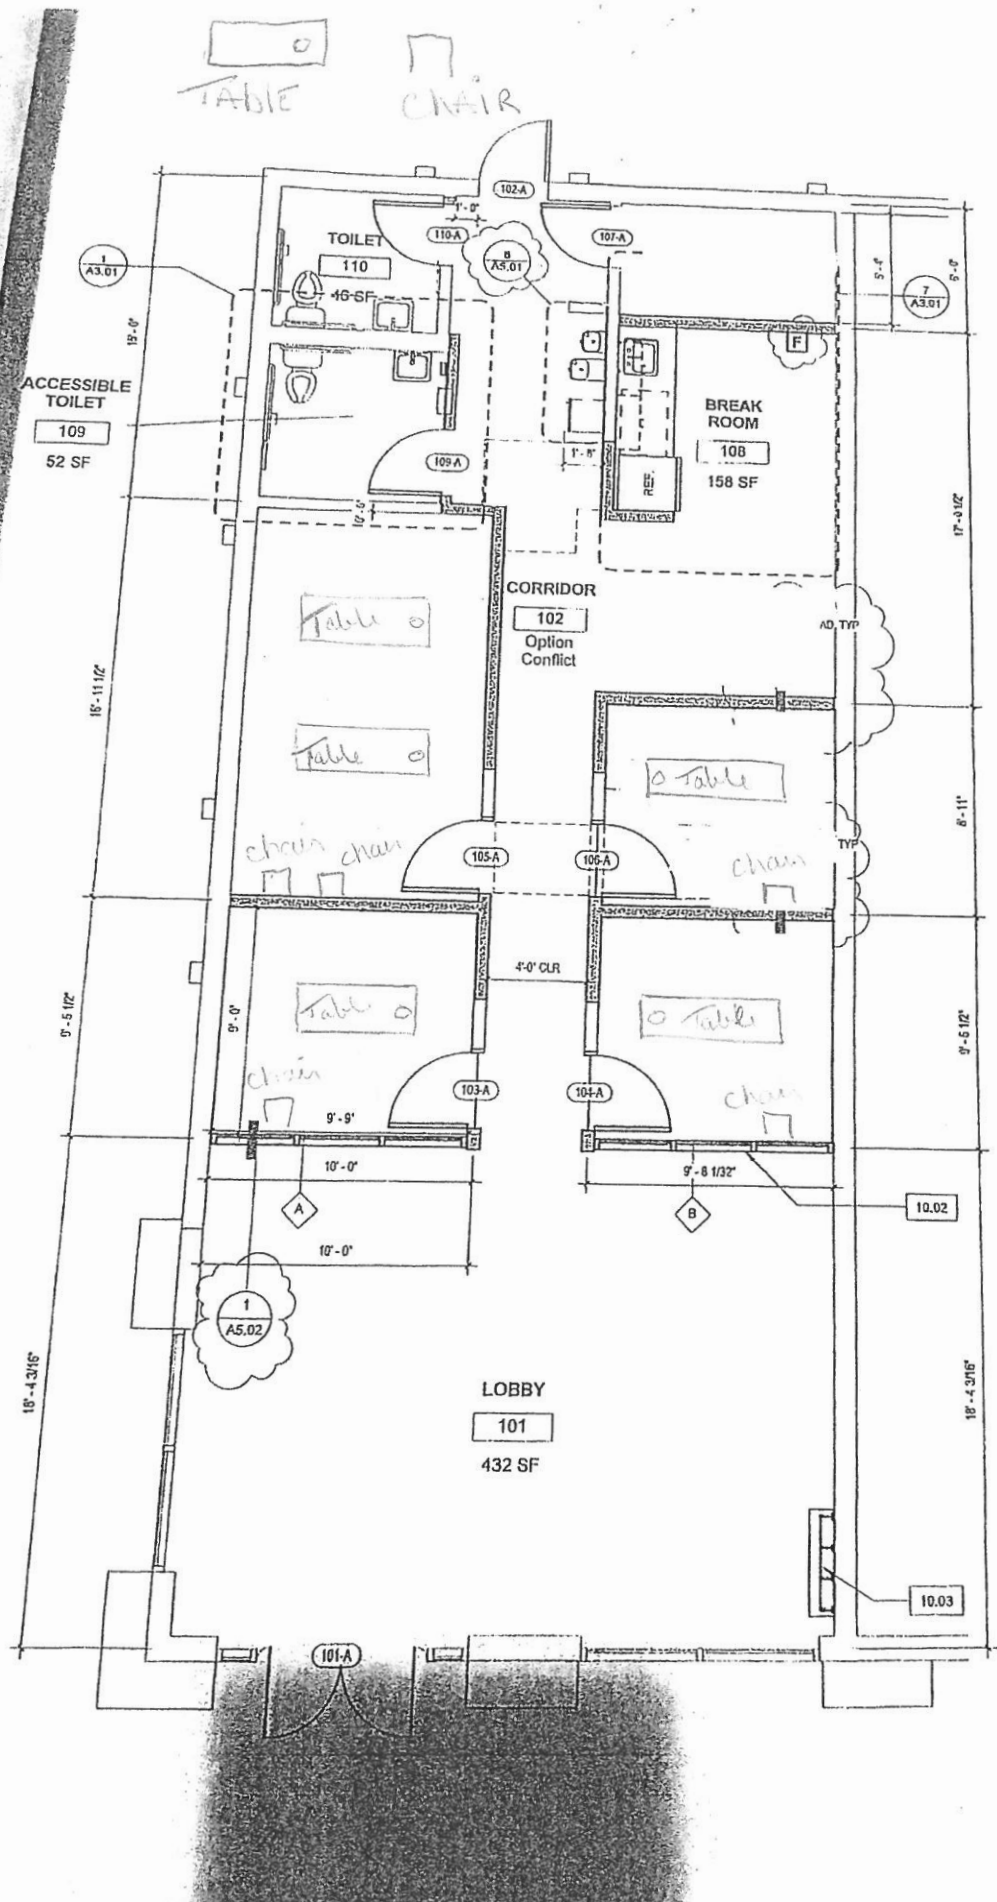 TABLE
CHAIR
102-A
1'-0"
110-A
107-A
TOILET
110
46 SF
8
A5.01
1
A3.01
7
A3.01
5'-4"
6'-0"
15'-0"
F
ACCESSIBLE
TOILET
109
52 SF
BREAK
ROOM
108
158 SF
109-A
1'-8"
REF.
17'-0 1/2"
CORRIDOR
102
Option
Conflict
Table
TYP
16'-11 1/2"
Table
Table
8'-11"
chair
chair
105-A
106-A
chair
TYP
4'-0" CLR
9'-5 1/2"
9'-0"
Table
Table
9'-5 1/2"
chair
103-A
104-A
chair
9'-9"
10'-0"
9'-8 1/32"
A
B
10.02
10'-0"
1
A5.02
18'-4 3/16"
LOBBY
101
432 SF
18'-4 3/16"
10.03
101-A